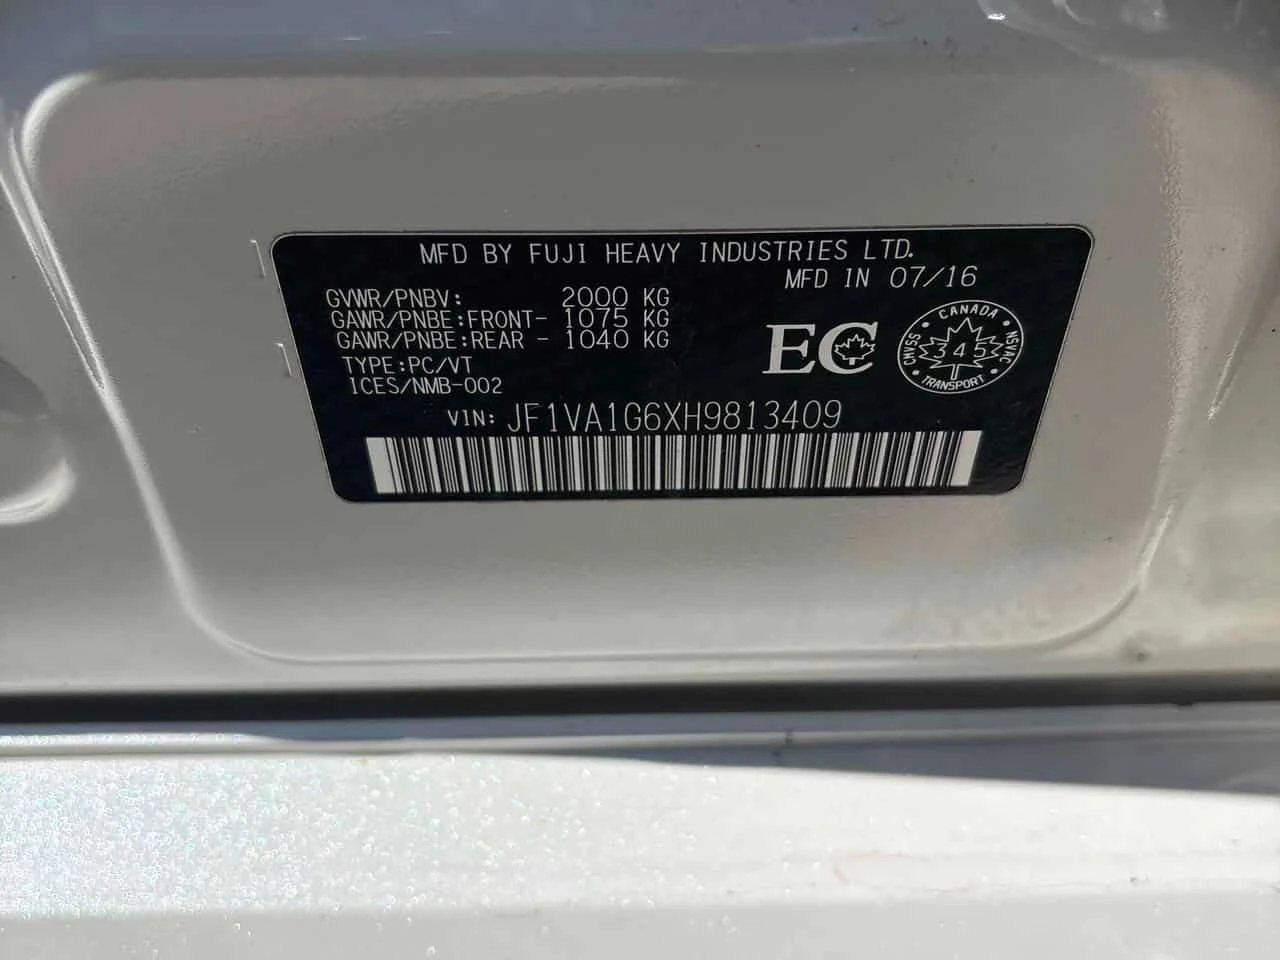 MFD BY FUJI HEAVY INDUSTRIES LTD.
MFD IN 07/16
GVWR/PNBV: 2000 KG
GAWR/PNBE:FRONT- 1075 KG
GAWR/PNBE:REAR - 1040 KG
TYPE:PC/VT
ICES/NMB-002
EC
CANADA
CMVSS 345 NSVAC
TRANSPORT
VIN: JF1VA1G6XH9813409